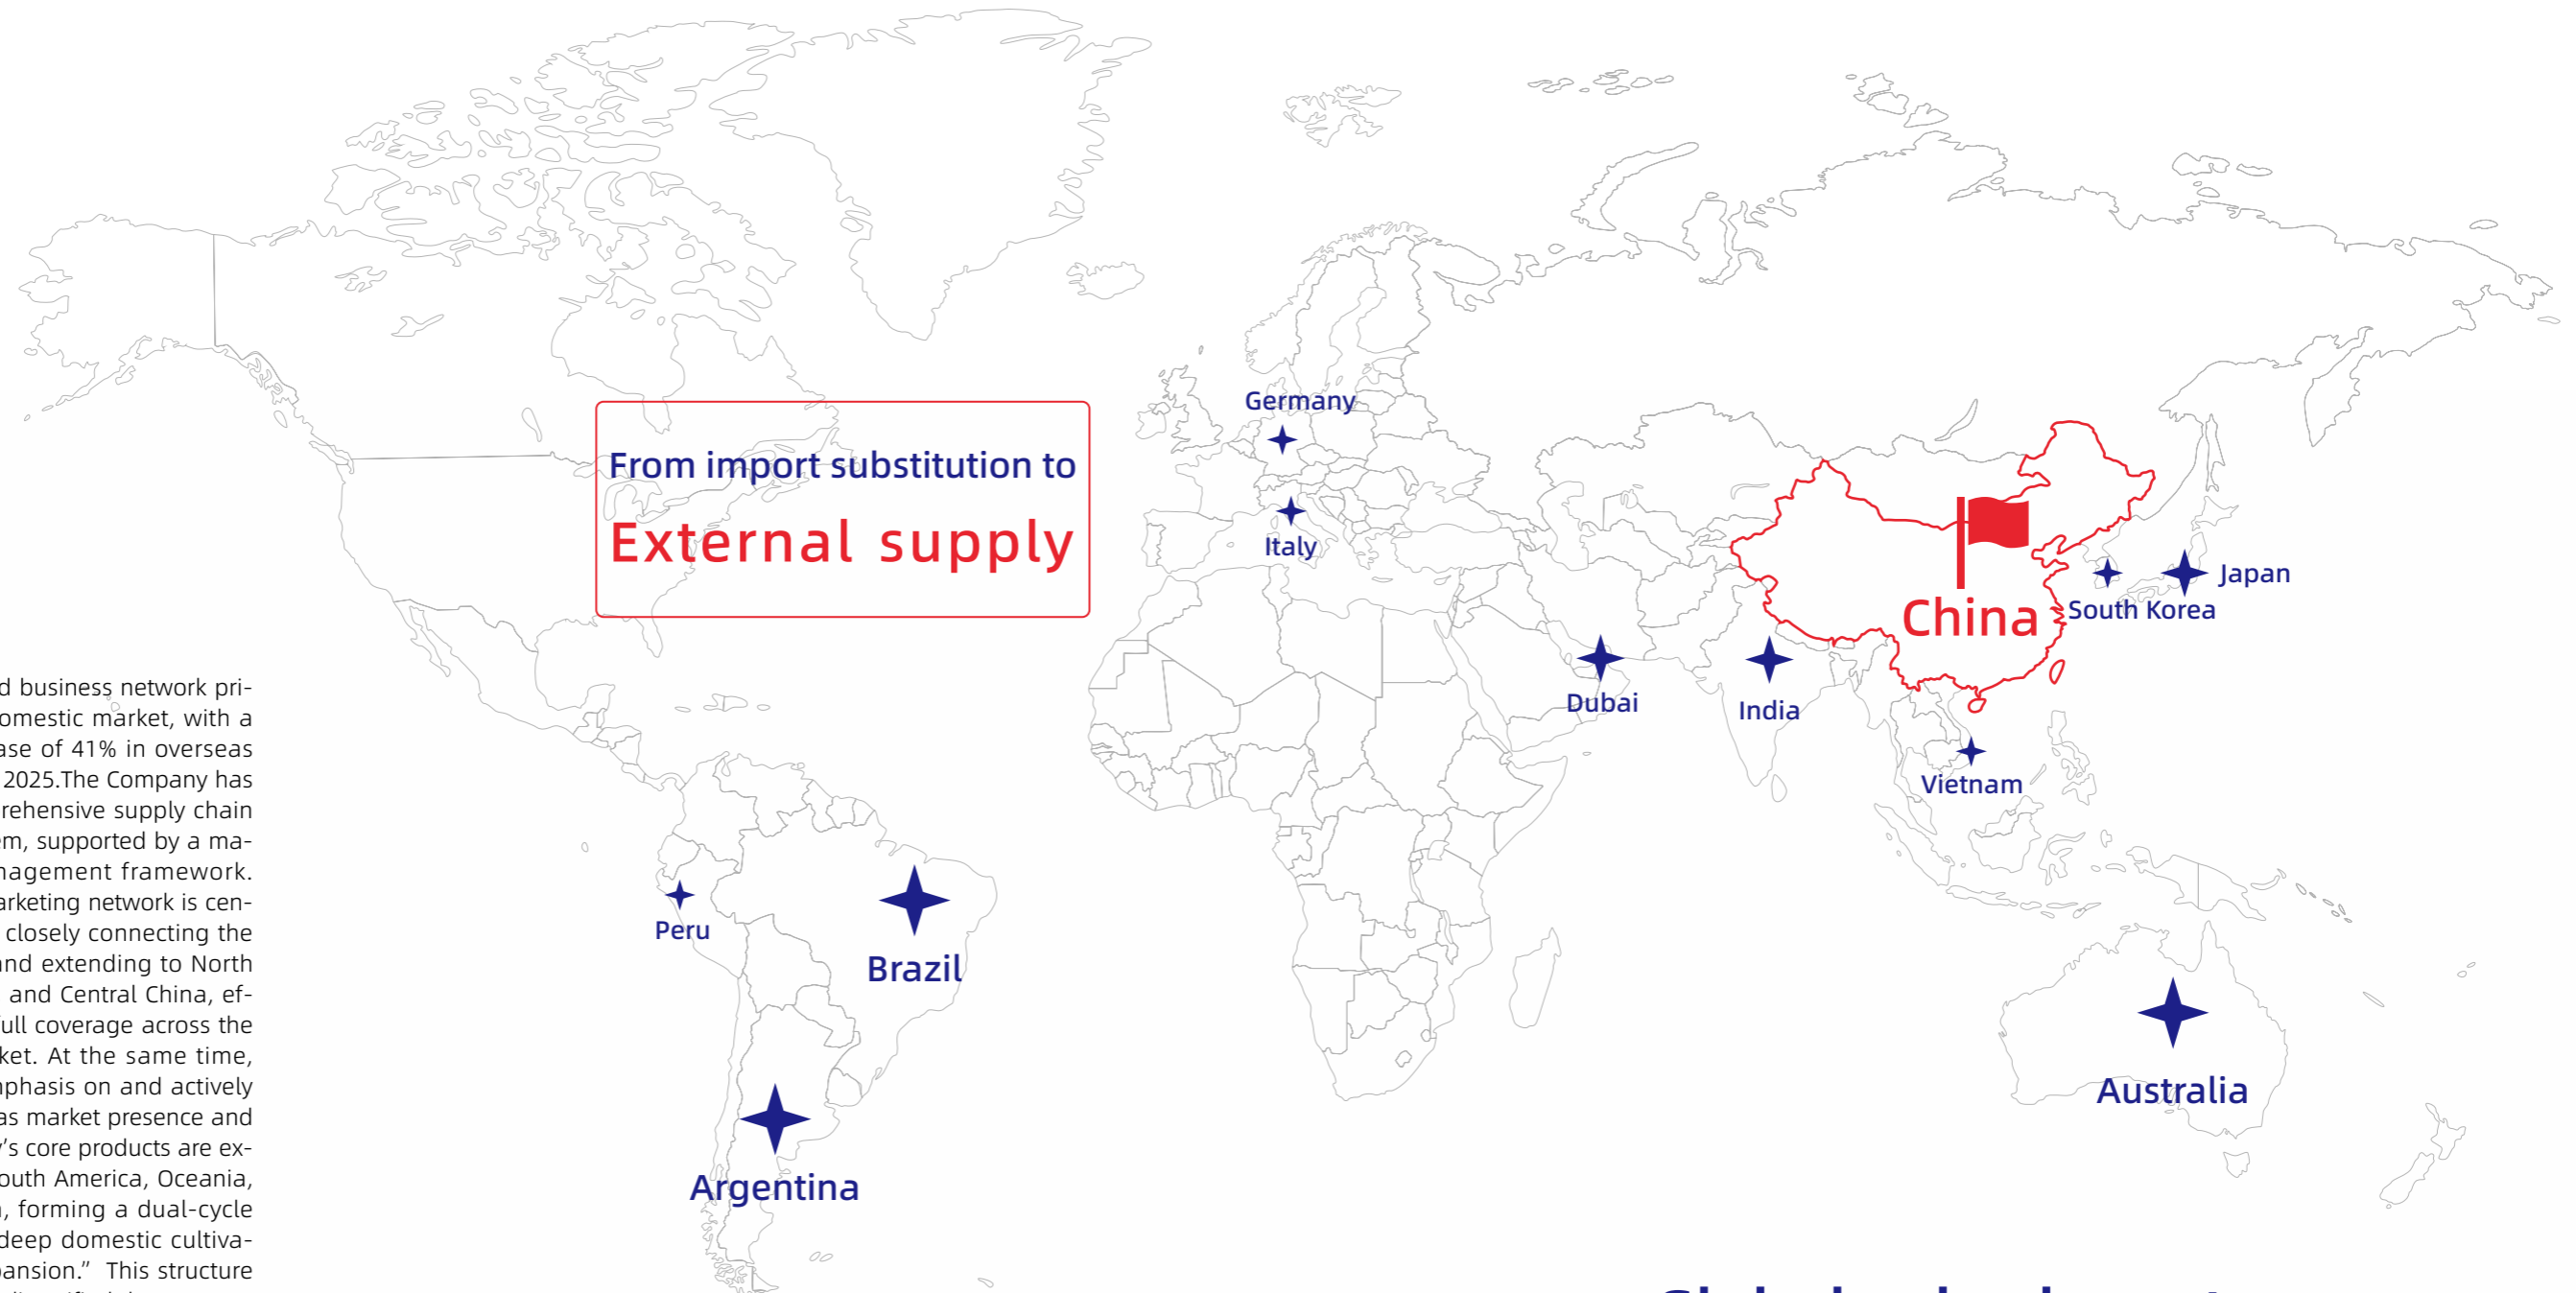 From import substitution to
External supply
Germany
Italy
China
South Korea
Japan
Dubai
India
Vietnam
Peru
Brazil
Argentina
Australia
d business network pri-
omestic market, with a
ase of 41% in overseas
2025.The Company has
rehensive supply chain
em, supported by a ma-
nagement framework.
arketing network is cen-
closely connecting the
and extending to North
and Central China, ef-
full coverage across the
ket. At the same time,
mphasis on and actively
as market presence and
y’s core products are ex-
outh America, Oceania,
a, forming a dual-cycle
deep domestic cultiva-
pansion.” This structure